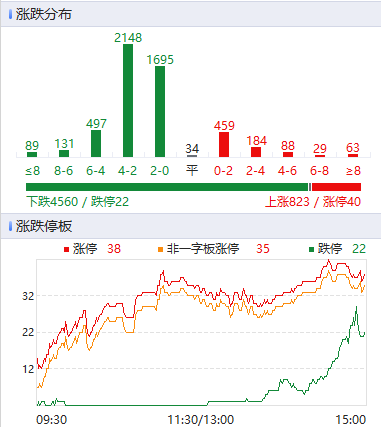 涨跌分布
89 131 497 2148 1695 34 459 184 88 29 63
≤8 8-6 6-4 4-2 2-0 平 0-2 2-4 4-6 6-8 ≥8
下跌4560 / 跌停22 上涨823 / 涨停40
涨跌停板
涨停 38 非一字板涨停 35 跌停 22
32
22
12
09:30 11:30/13:00 15:00